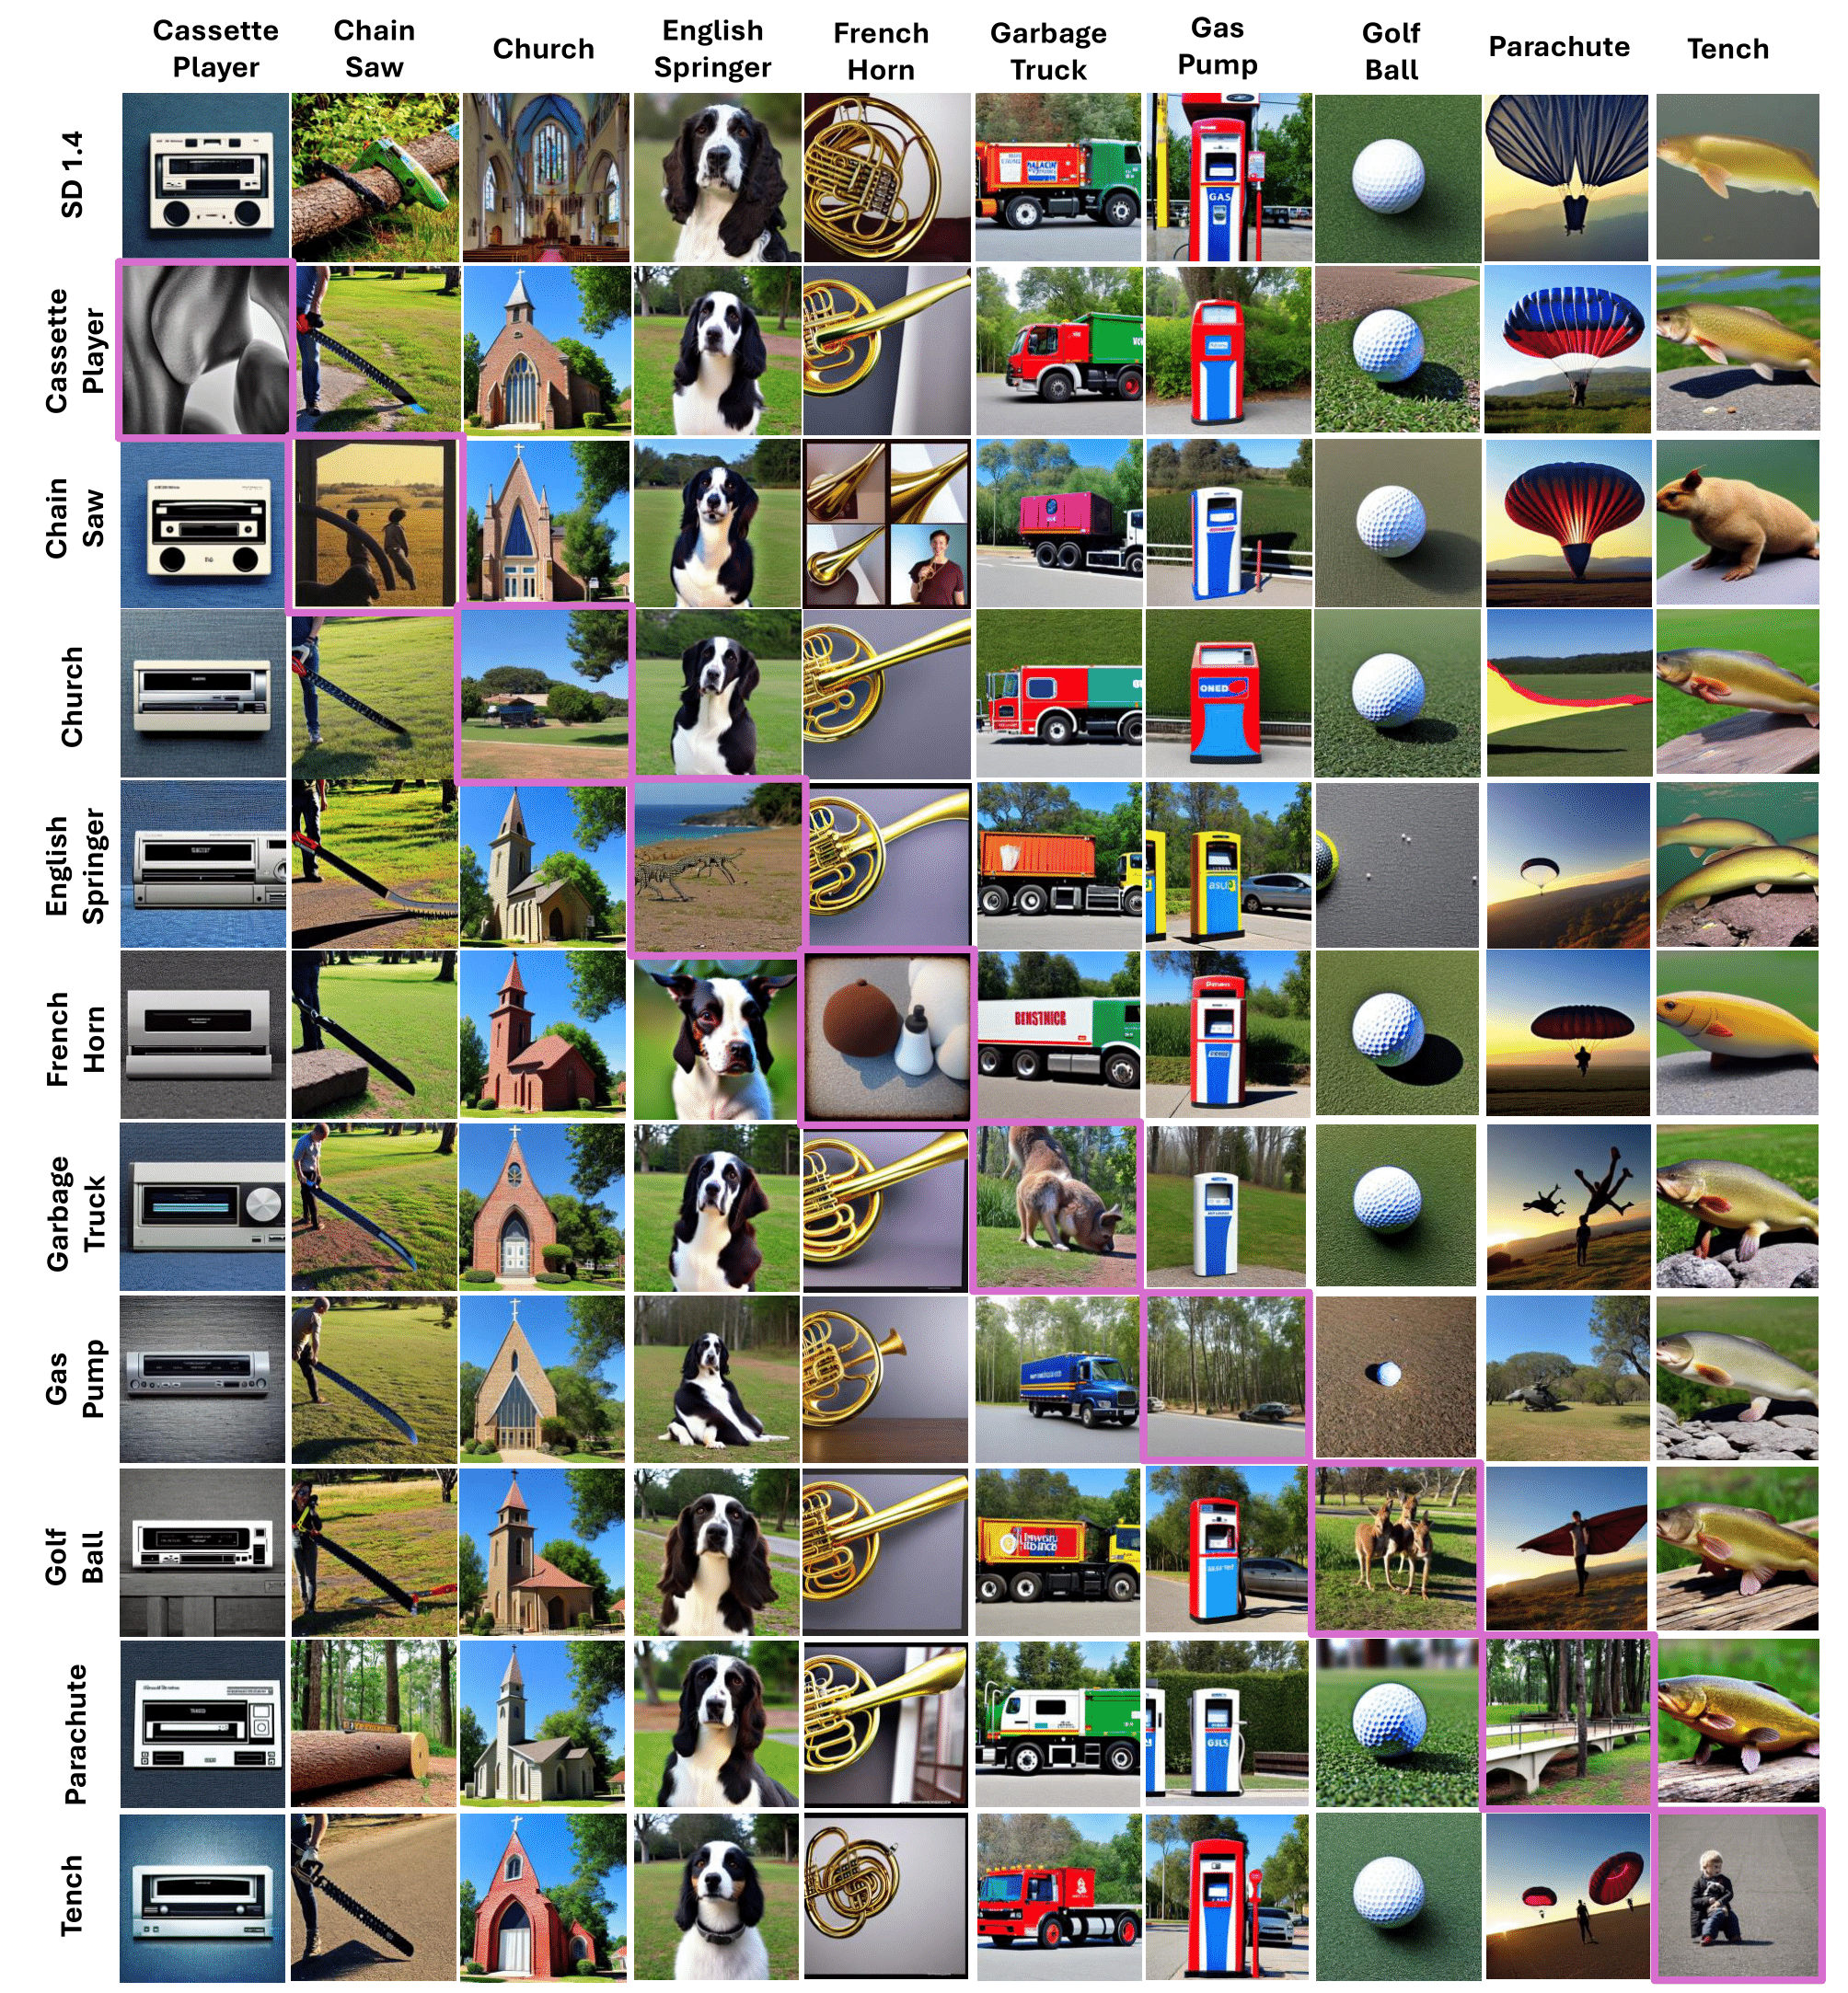 Cassette
Player
Chain
Saw
Church
English
Springer
French
Horn
Garbage
Truck
Gas
Pump
Golf
Ball
Parachute
Tench
SD 1.4
GAS
Cassette
Player
Chain
Saw
Church
ONED
English
Springer
French
Horn
Garbage
Truck
Gas
Pump
Golf
Ball
Parachute
Tench